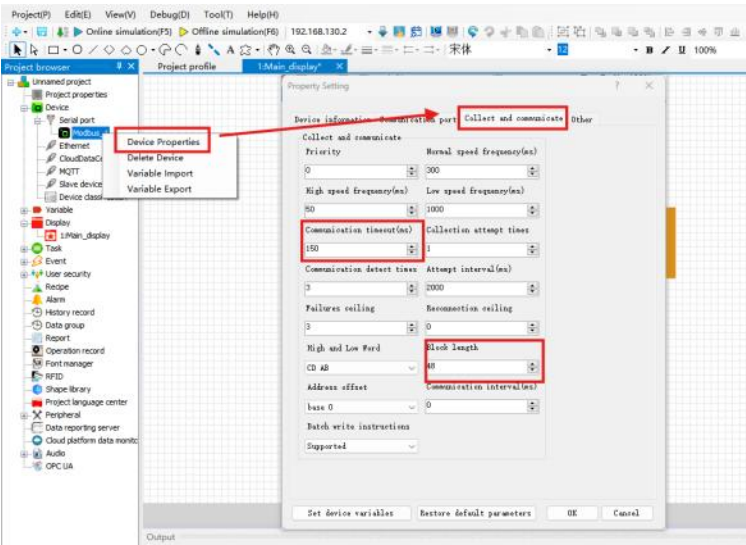 Project(P) Edit(E) View(V) Debug(D) Tool(T) Help(H)
Online simulation(F5) Offline simulation(F6) 192.168.130.2
宋体 12 B I U 100%
Project browser
Project profile
1:Main_display*
Unnamed project
Project properties
Device
Serial port
Modbus_
Ethernet
CloudDataCe
MQTT
Slave device
Device class
Variable
Display
1:Main_display
Task
Event
User security
Recipe
Alarm
History record
Data group
Report
Operation record
Font manager
RFID
Shape library
Project language center
Peripheral
Data reporting server
Cloud platform data monito
Audio
OPC UA
Device Properties
Delete Device
Variable Import
Variable Export
Property Setting ? ×
Device information Communication port Collect and communicate Other
Collect and communicate
Priority Normal speed frequency(ms)
0 300
High speed frequency(ms) Low speed frequency(ms)
50 1000
Communication timeout(ms) Collection attempt times
150 1
Communication detect times Attempt interval(ms)
3 2000
Failures ceiling Reconnection ceiling
3 0
High and Low Word Block length
CD AB 48
Address offset Communication interval(ms)
base 0 0
Batch write instructions
Supported
Set device variables Restore default parameters OK Cancel
Output